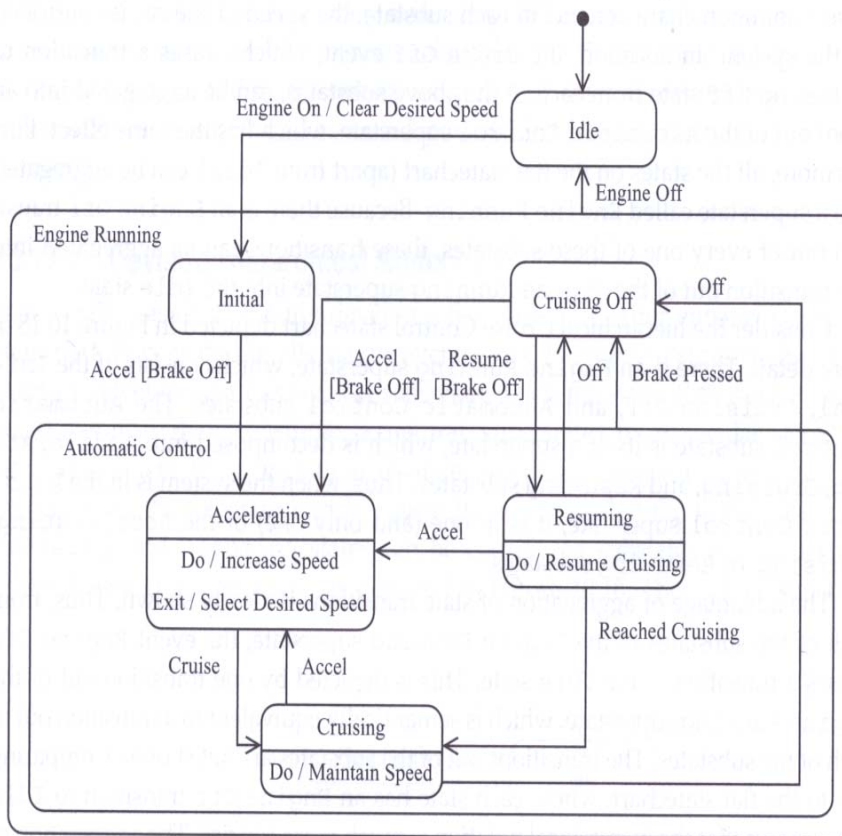 Engine On / Clear Desired Speed
Idle
Engine Off
Engine Running
Initial
Cruising Off
Off
Accel [Brake Off]
Accel
[Brake Off]
Resume
[Brake Off]
Off
Brake Pressed
Automatic Control
Accelerating
Do / Increase Speed
Exit / Select Desired Speed
Accel
Resuming
Do / Resume Cruising
Reached Cruising
Cruise
Accel
Cruising
Do / Maintain Speed